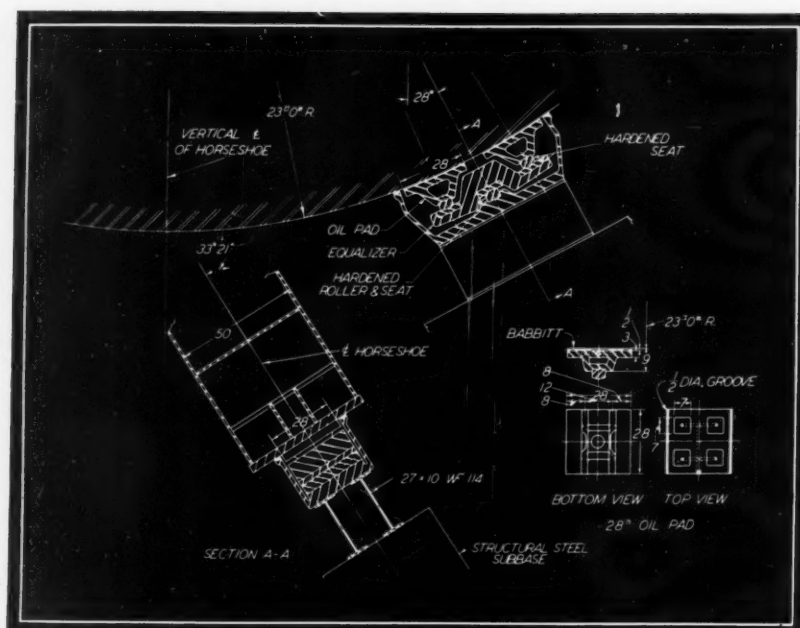 28°
A
23'0" R.
VERTICAL ℄
OF HORSESHOE
HARDENED
SEAT
28
OIL PAD
EQUALIZER
HARDENED
ROLLER & SEAT
33°21'
A
50
℄ HORSESHOE
28
27×10 WF 114
SECTION A-A
STRUCTURAL STEEL
SUBBASE
BABBITT
1/2
3
9
23'0" R.
8
12
28
8
1/2 DIA. GROOVE
7
28
7
BOTTOM VIEW
TOP VIEW
28" OIL PAD